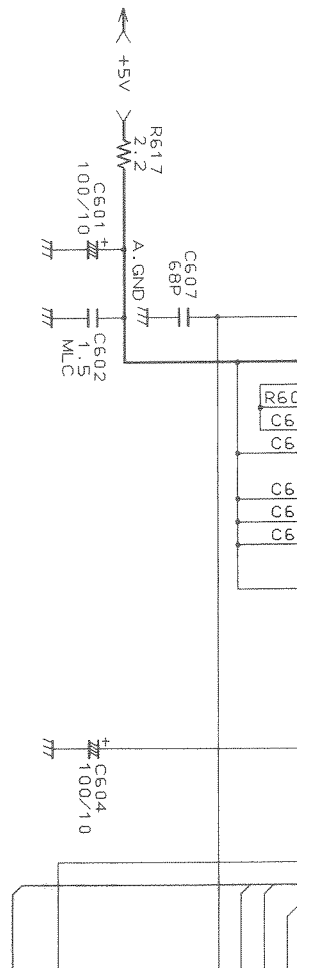 +5V
R617
2.2
C601
100/10
+
A.GND
C607
68P
C602
1.5
MLC
R60
C6
C6
C6
C6
C6
+
C604
100/10